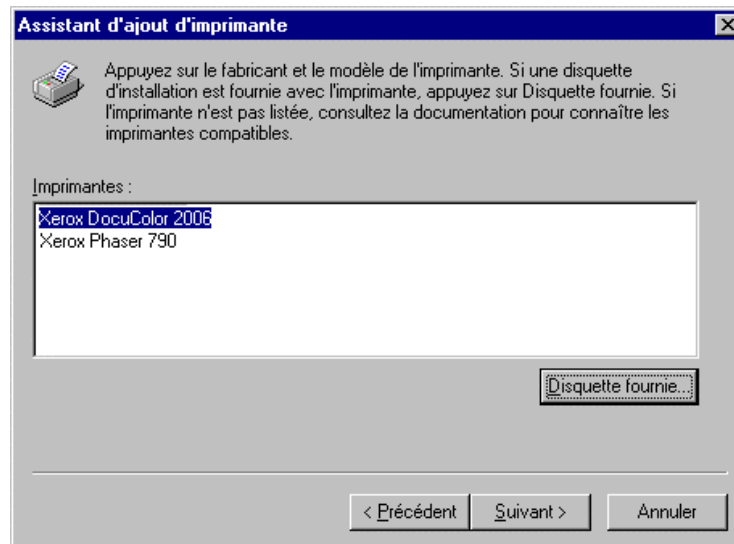 Assistant d'ajout d'imprimante
Appuyez sur le fabricant et le modèle de l'imprimante. Si une disquette
d'installation est fournie avec l'imprimante, appuyez sur Disquette fournie. Si
l'imprimante n'est pas listée, consultez la documentation pour connaître les
imprimantes compatibles.
Imprimantes :
Xerox DocuColor 2006
Xerox Phaser 790
Disquette fournie...
< Précédent
Suivant >
Annuler